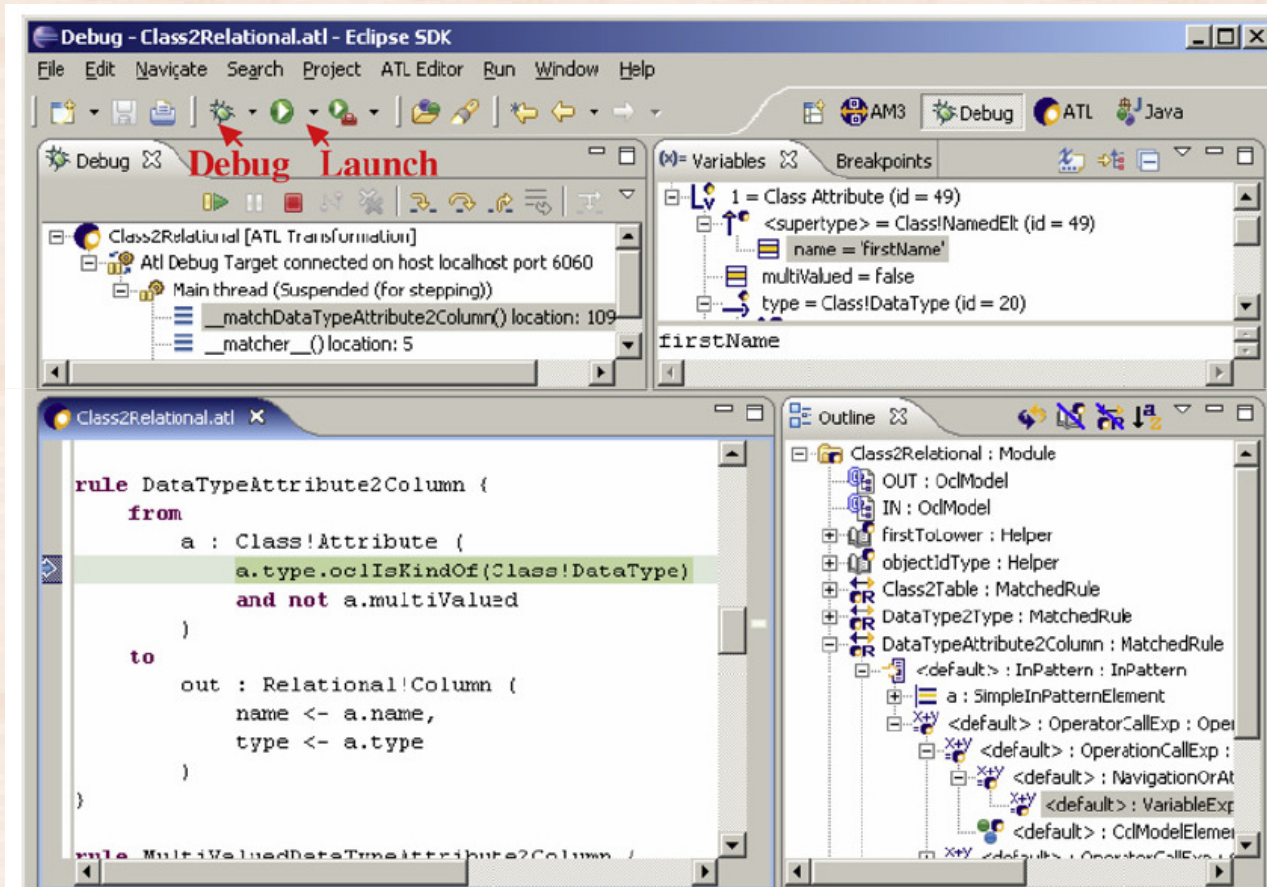 Debug - Class2Relational.atl - Eclipse SDK
File Edit Navigate Search Project ATL Editor Run Window Help
AM3 Debug ATL Java
Debug Launch
Debug
Class2Relational [ATL Transformation]
Atl Debug Target connected on host localhost port 6060
Main thread (Suspended (for stepping))
__matchDataTypeAttribute2Column() location: 109
__matcher__() location: 5
(x)= Variables Breakpoints
1 = Class Attribute (id = 49)
<supertype> = Class!NamedElt (id = 49)
name = 'firstName'
multiValued = false
type = Class!DataType (id = 20)
firstName
Class2Relational.atl
rule DataTypeAttribute2Column {
from
a : Class!Attribute (
a.type.oclIsKindOf(Class!DataType)
and not a.multiValued
)
to
out : Relational!Column (
name <- a.name,
type <- a.type
)
}
rule MultiValuedDataTypeAttribute2Column {
Outline
Class2Relational : Module
OUT : OclModel
IN : OclModel
firstToLower : Helper
objectIdType : Helper
Class2Table : MatchedRule
DataType2Type : MatchedRule
DataTypeAttribute2Column : MatchedRule
<default> : InPattern : InPattern
a : SimpleInPatternElement
<default> : OperatorCallExp : Oper
<default> : OperationCallExp :
<default> : NavigationOrAt
<default> : VariableExp
<default> : OclModelElemer
<default> : OperatorCallExp :